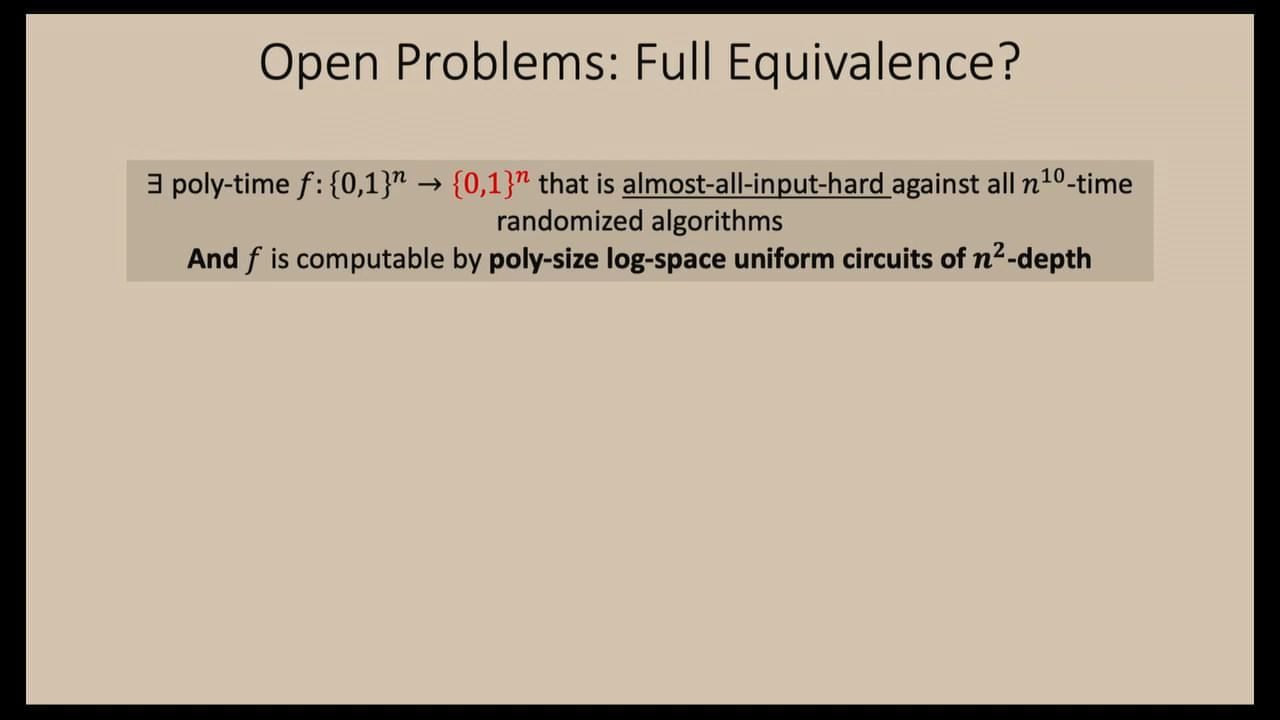 Open Problems: Full Equivalence?
∃ poly-time f: {0,1}ⁿ → {0,1}ⁿ that is almost-all-input-hard against all n¹⁰-time
randomized algorithms
And f is computable by poly-size log-space uniform circuits of n²-depth